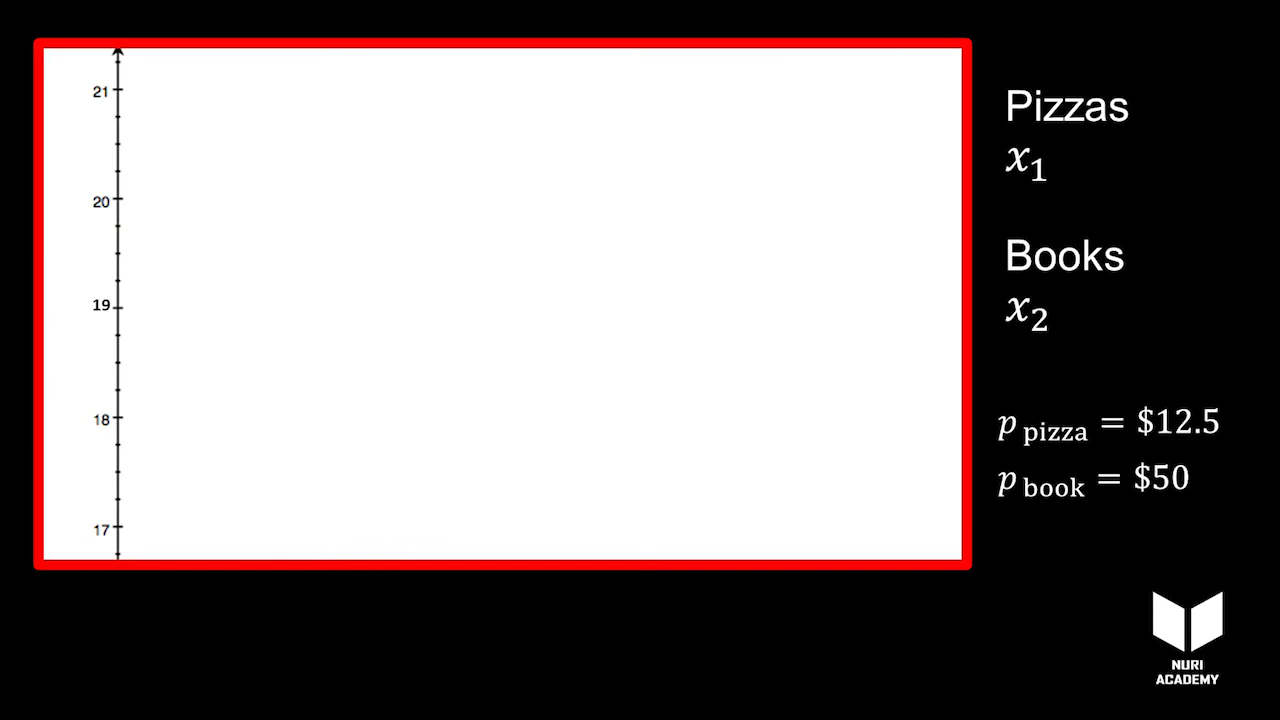 21
20
19
18
17
Pizzas
x₁
Books
x₂
p pizza = $12.5
p book = $50
NURI
ACADEMY